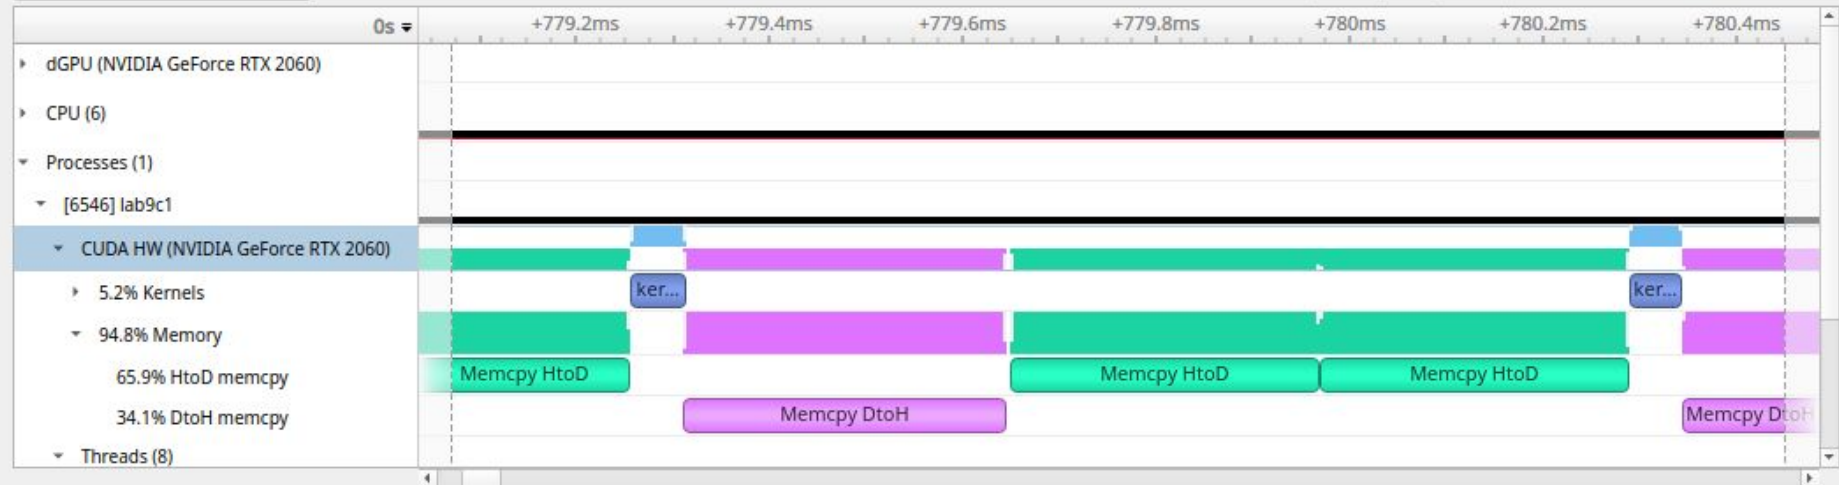 0s +779.2ms +779.4ms +779.6ms +779.8ms +780ms +780.2ms +780.4ms
dGPU (NVIDIA GeForce RTX 2060)
CPU (6)
Processes (1)
[6546] lab9c1
CUDA HW (NVIDIA GeForce RTX 2060)
5.2% Kernels ker... ker...
94.8% Memory
65.9% HtoD memcpy Memcpy HtoD Memcpy HtoD Memcpy HtoD
34.1% DtoH memcpy Memcpy DtoH Memcpy DtoH
Threads (8)